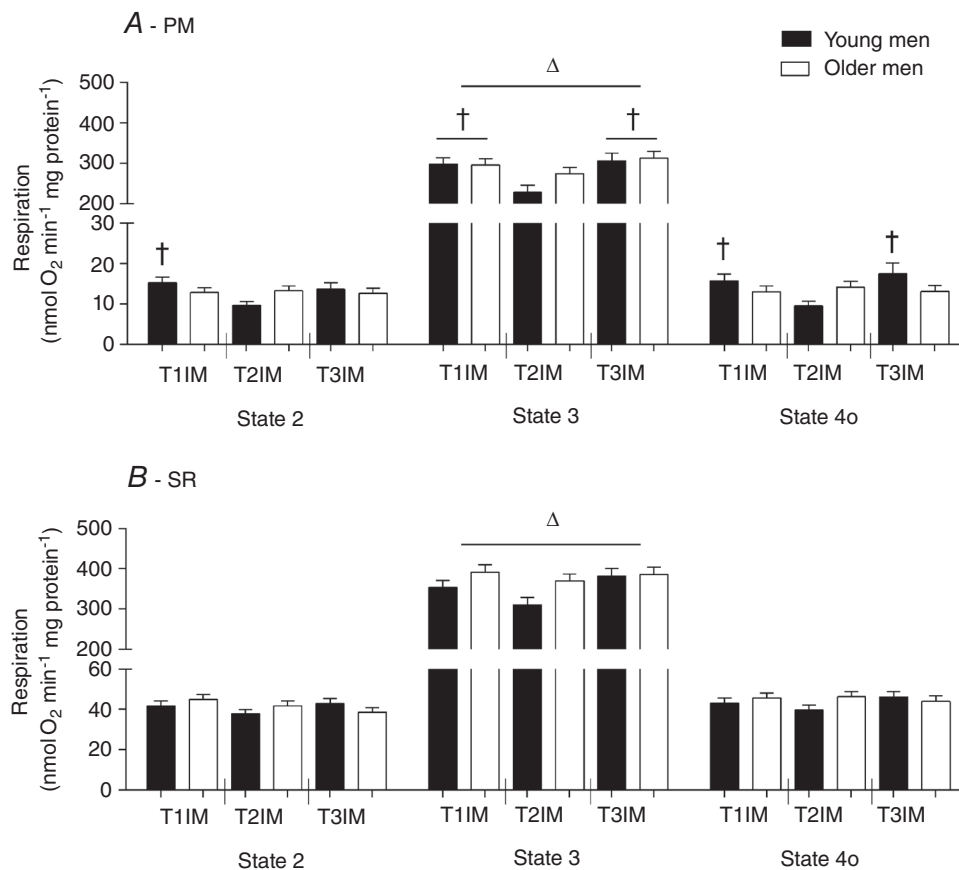 A - PM
Young men
Older men
Δ
500
400
300
200
30
20
10
0
† † † † †
Respiration
(nmol O₂ min⁻¹ mg protein⁻¹)
T1IM T2IM T3IM T1IM T2IM T3IM T1IM T2IM T3IM
State 2 State 3 State 4o
B - SR
Δ
500
400
300
200
60
40
20
0
Respiration
(nmol O₂ min⁻¹ mg protein⁻¹)
T1IM T2IM T3IM T1IM T2IM T3IM T1IM T2IM T3IM
State 2 State 3 State 4o